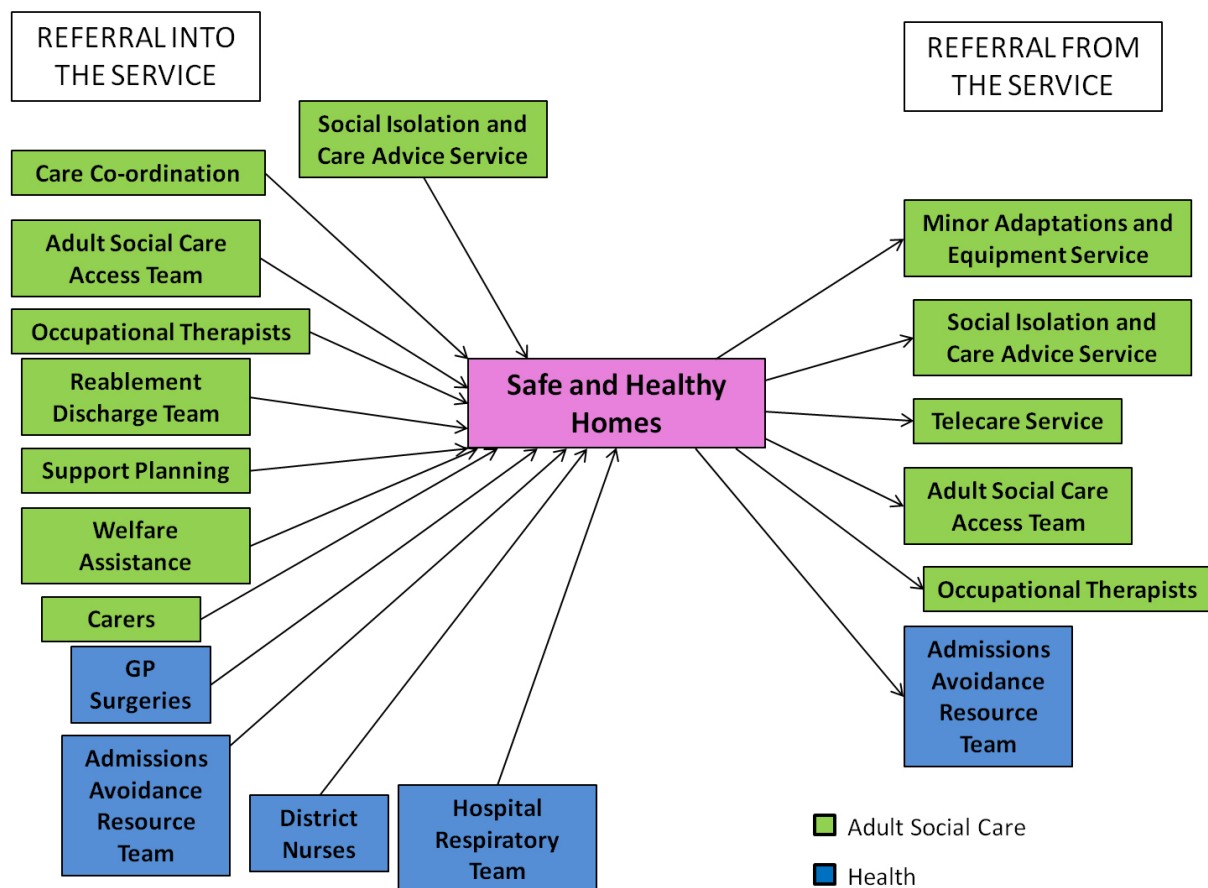 REFERRAL INTO
THE SERVICE
REFERRAL FROM
THE SERVICE
Social Isolation and
Care Advice Service
Care Co-ordination
Adult Social Care
Access Team
Occupational Therapists
Reablement
Discharge Team
Support Planning
Welfare
Assistance
Carers
GP
Surgeries
Admissions
Avoidance
Resource
Team
District
Nurses
Hospital
Respiratory
Team
Safe and Healthy
Homes
Minor Adaptations and
Equipment Service
Social Isolation and
Care Advice Service
Telecare Service
Adult Social Care
Access Team
Occupational Therapists
Admissions
Avoidance
Resource
Team
Adult Social Care
Health